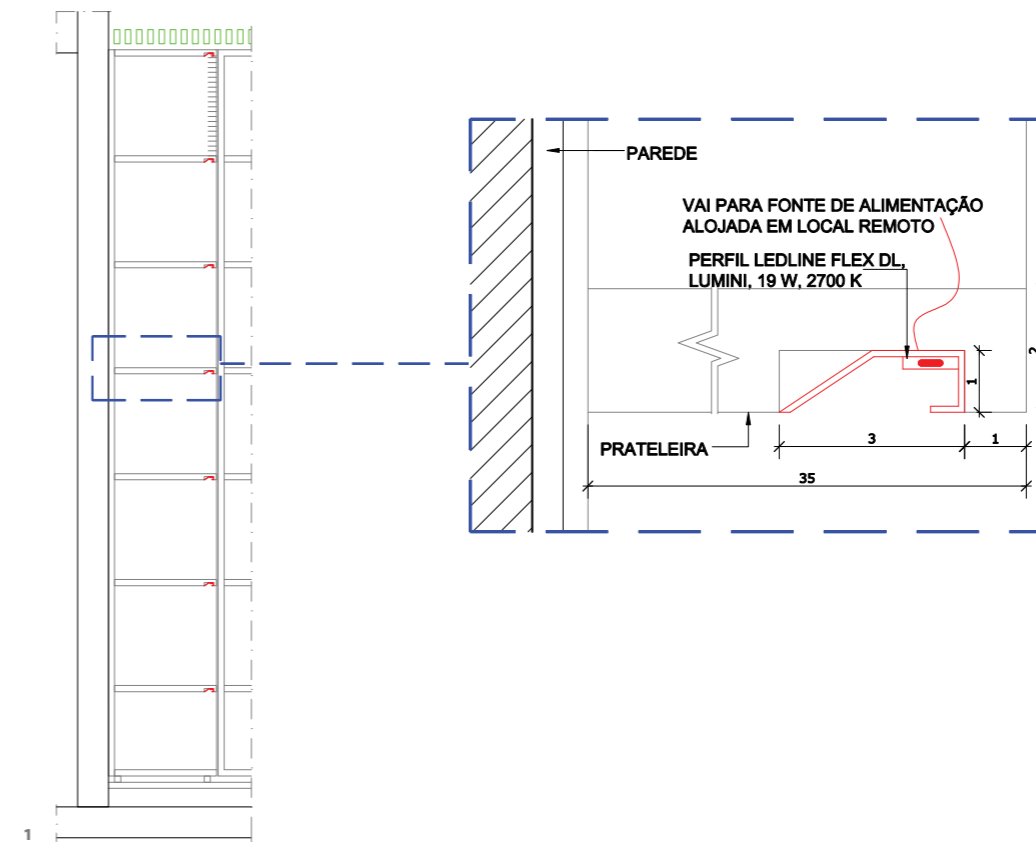 PAREDE
VAI PARA FONTE DE ALIMENTAÇÃO
ALOJADA EM LOCAL REMOTO
PERFIL LEDLINE FLEX DL,
LUMINI, 19 W, 2700 K
2
1
PRATELEIRA
3
1
35
1